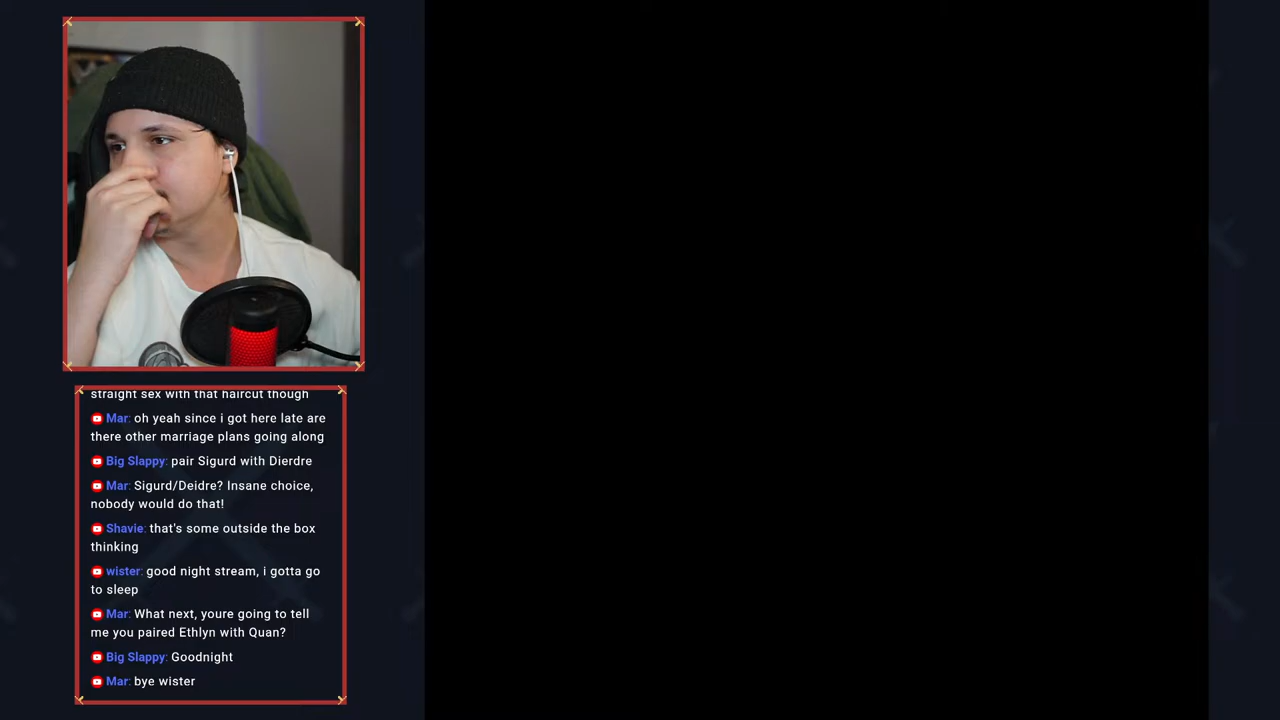 straight sex with that haircut though
Mar: oh yeah since i got here late are
there other marriage plans going along
Big Slappy: pair Sigurd with Dierdre
Mar: Sigurd/Deidre? Insane choice,
nobody would do that!
Shavie: that's some outside the box
thinking
wister: good night stream, i gotta go
to sleep
Mar: What next, youre going to tell
me you paired Ethlyn with Quan?
Big Slappy: Goodnight
Mar: bye wister